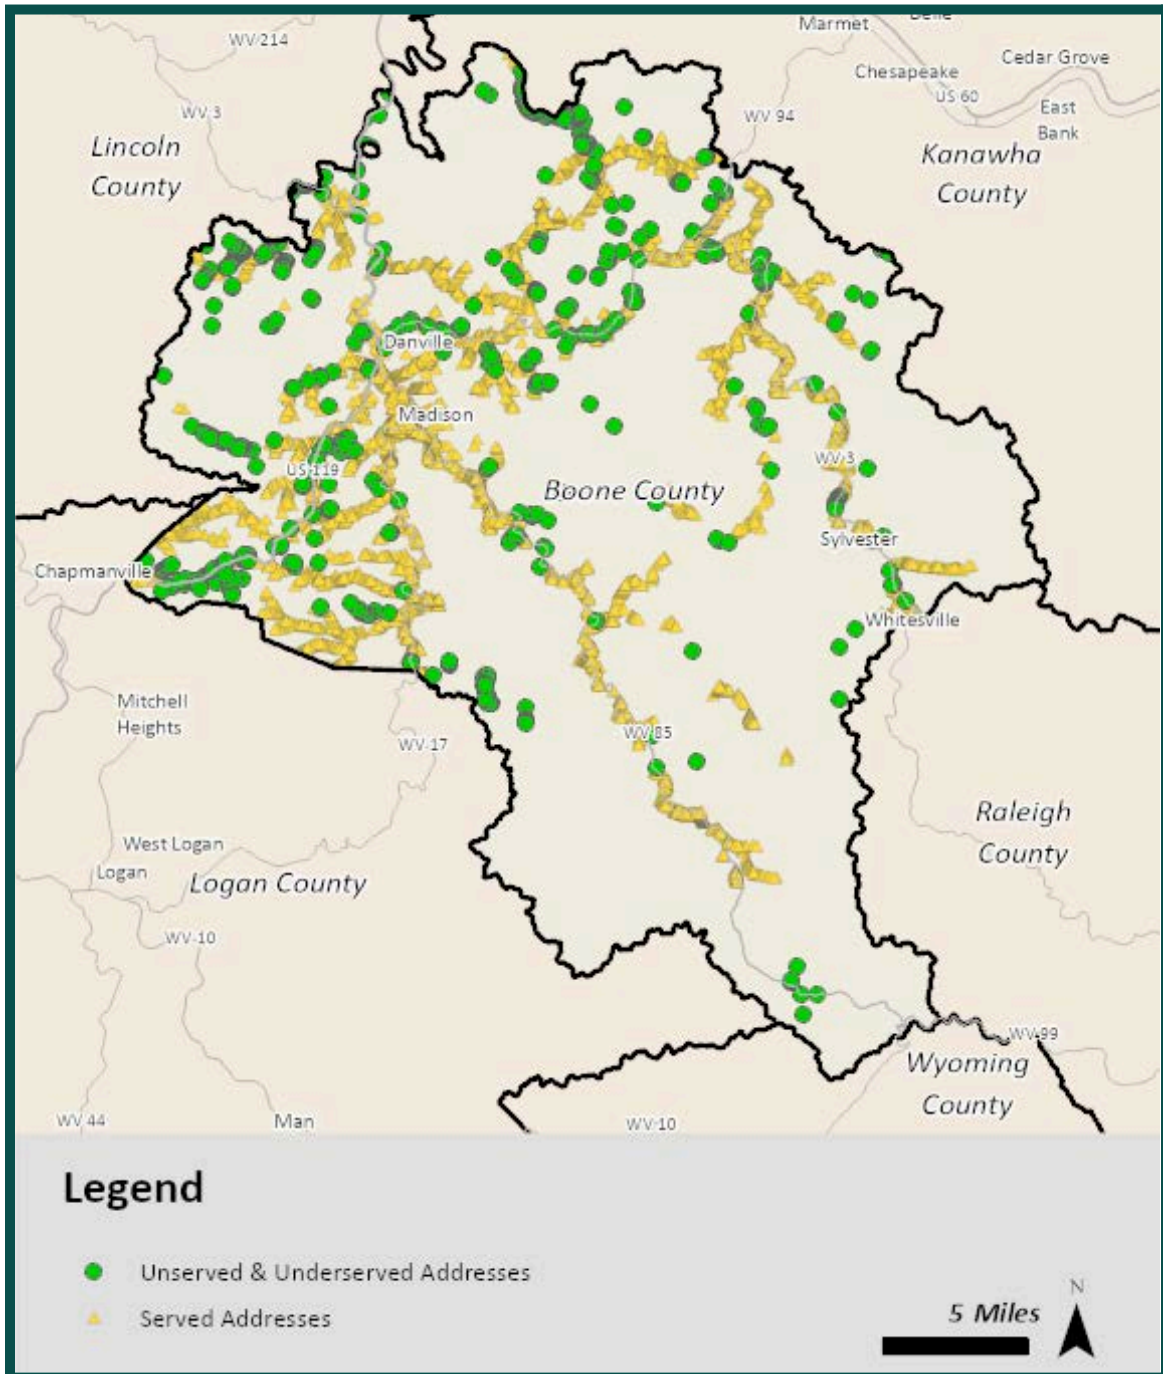 Belle
Marmet
WV 214
Cedar Grove
Chesapeake
US 60
WV 3
East
Bank
WV 94
Lincoln
County
Kanawha
County
Danville
Madison
WV-3
US-119
Boone County
Sylvester
Chapmanville
Whitesville
Mitchell
Heights
WV-17
WV-85
Raleigh
County
West Logan
Logan
Logan County
WV-10
WV-99
Wyoming
County
WV 44
Man
WV-10
Legend
Unserved & Underserved Addresses
Served Addresses
N
5 Miles